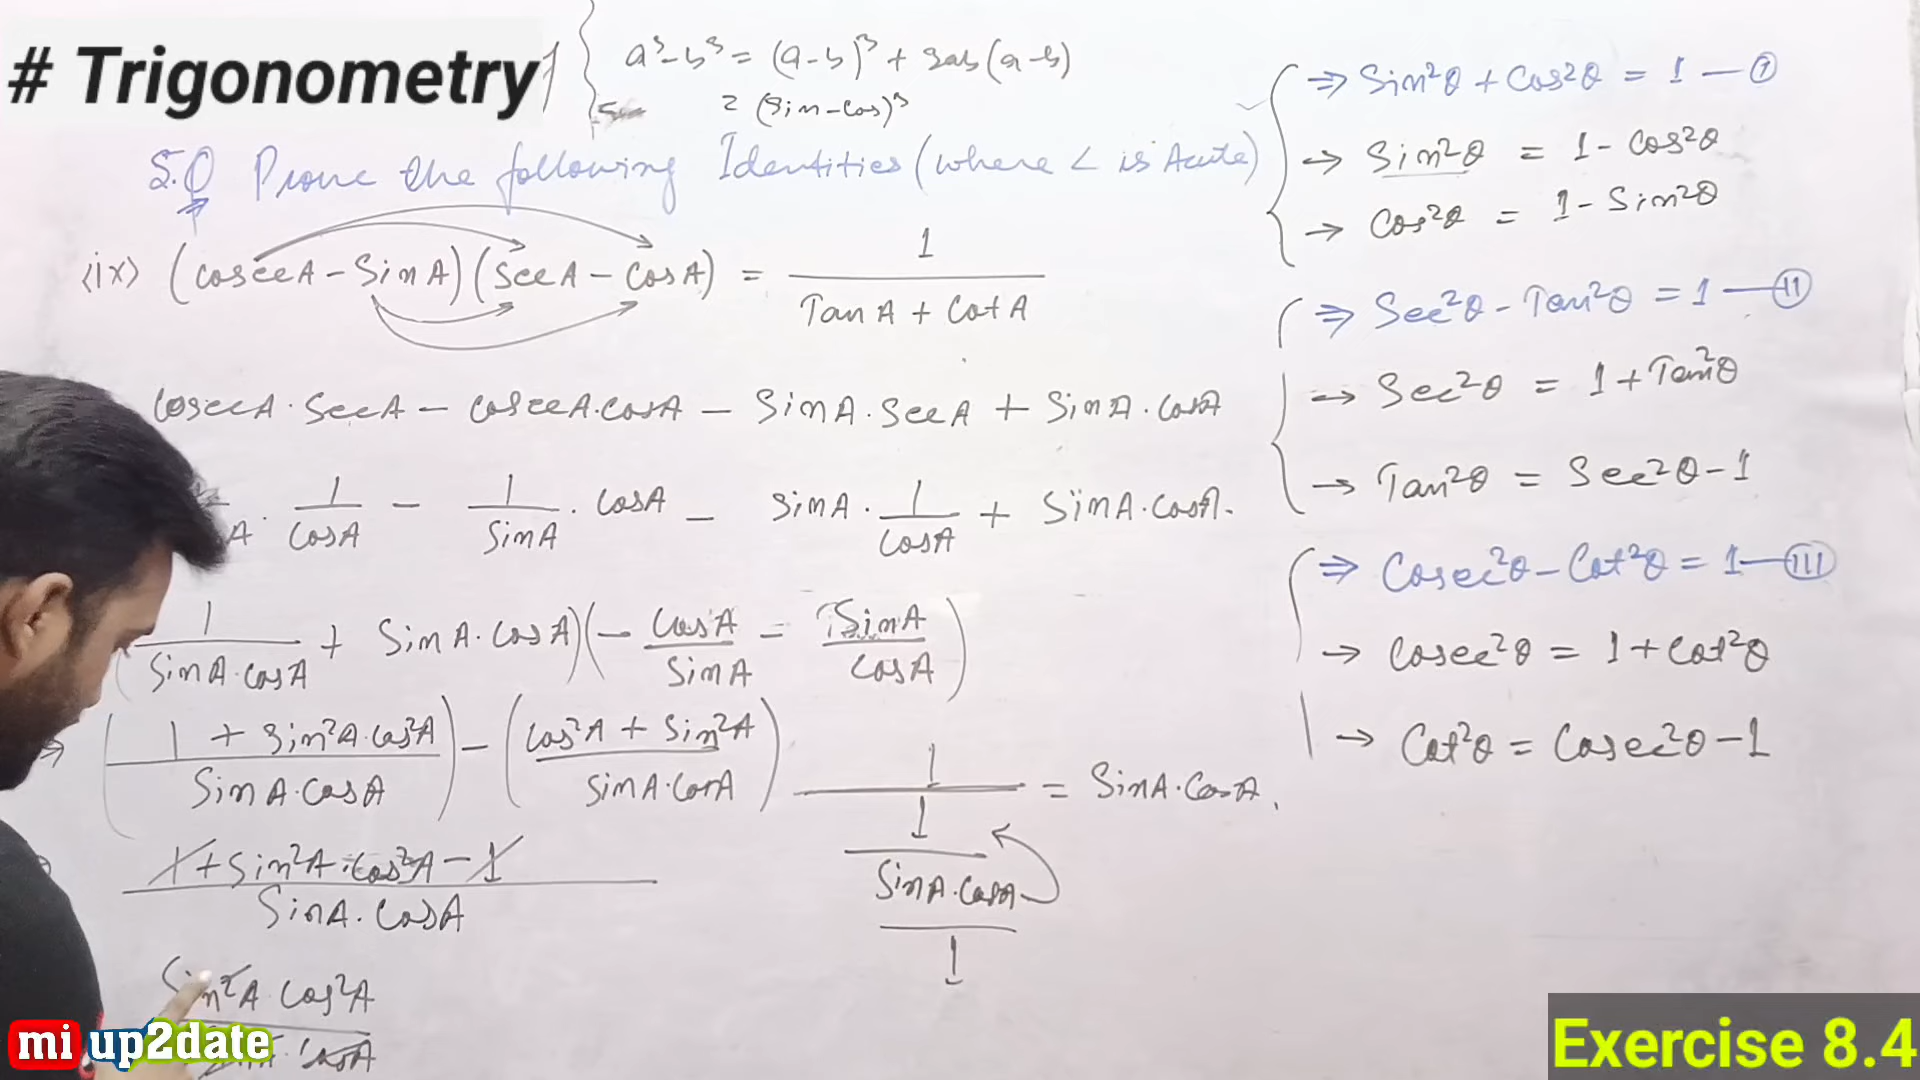 # Trigonometry
a³-b³ = (a-b)³ + 3ab(a-b)
= (Sin-Cos)³
5.Q Prove the following Identities (where ∠ is Acute)
(ix) (CosecA - SinA)(SecA - CosA) = 1 / TanA + CotA
CosecA.SecA - CosecA.CosA - SinA.SecA + SinA.CosA
A. 1/CosA - 1/SinA . CosA - SinA . 1/CosA + SinA.CosA.
(1/SinA.CosA + SinA.CosA)(- CosA/SinA - SinA/CosA)
(1 + Sin²A.Cos²A / SinA.CosA) - (Cos²A + Sin²A / SinA.CosA)
1 + Sin²A.Cos²A - 1 / SinA.CosA
Sin²A.Cos²A
CosA
1 / 1 / SinA.CosA / 1 = SinA.CosA.
⇒ Sin²θ + Cos²θ = 1 — I
→ Sin²θ = 1 - Cos²θ
→ Cos²θ = 1 - Sin²θ
⇒ Sec²θ - Tan²θ = 1 — II
→ Sec²θ = 1 + Tan²θ
→ Tan²θ = Sec²θ - 1
⇒ Cosec²θ - Cot²θ = 1 — III
→ Cosec²θ = 1 + Cot²θ
→ Cot²θ = Cosec²θ - 1
mi up2date
Exercise 8.4